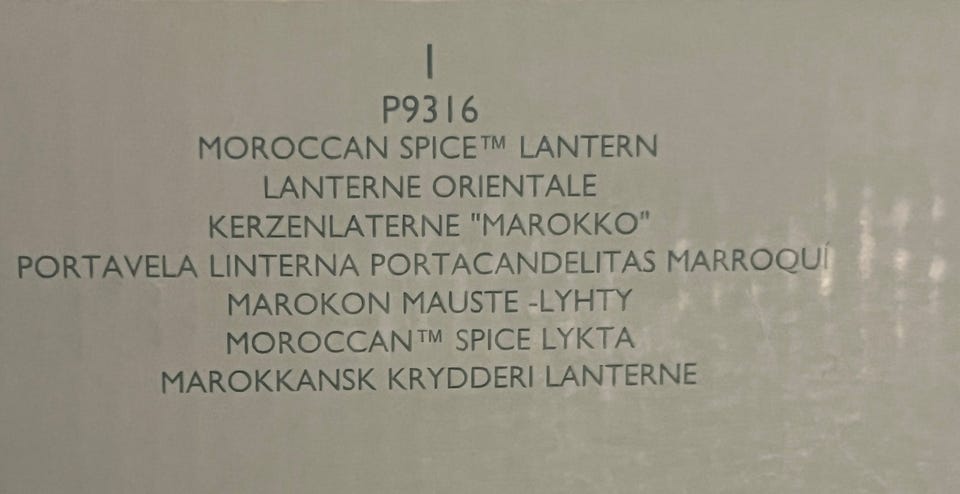 1
P9316
MOROCCAN SPICE™ LANTERN
LANTERNE ORIENTALE
KERZENLATERNE "MAROKKO"
PORTAVELA LINTERNA PORTACANDELITAS MARROQUÍ
MAROKON MAUSTE -LYHTY
MOROCCAN™ SPICE LYKTA
MAROKKANSK KRYDDERI LANTERNE